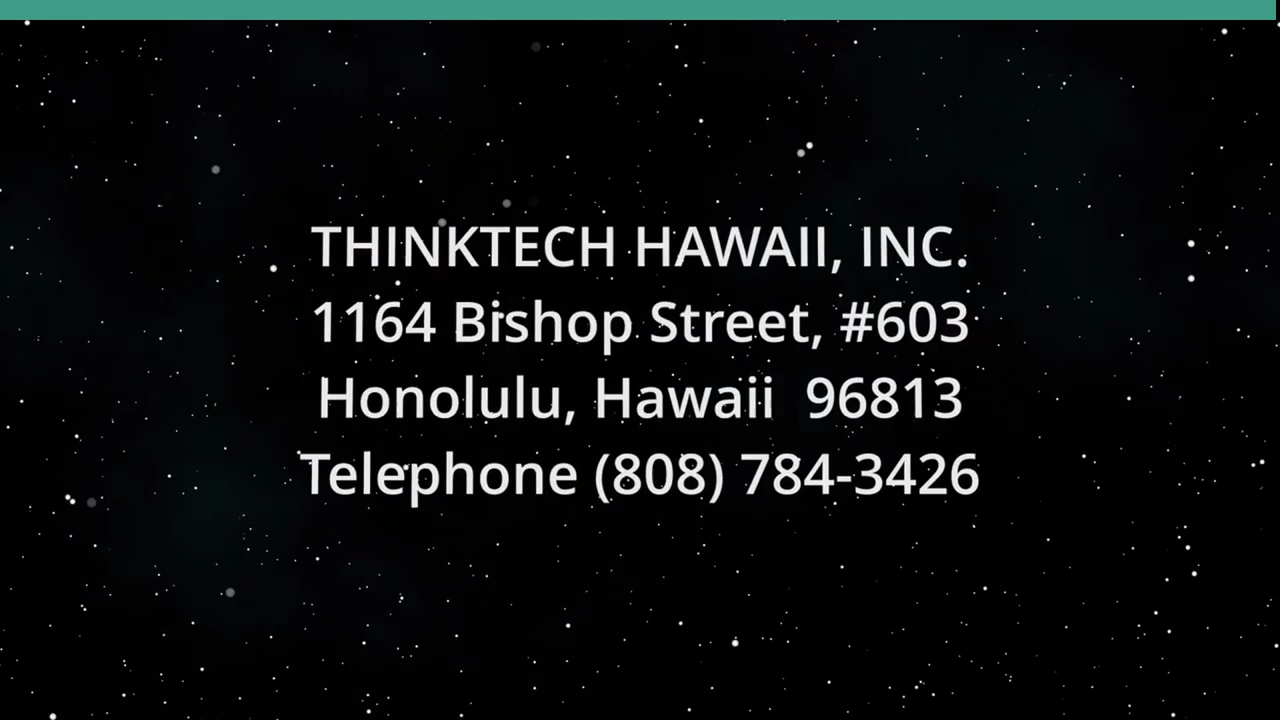 THINKTECH HAWAII, INC.
1164 Bishop Street, #603
Honolulu, Hawaii  96813
Telephone (808) 784-3426